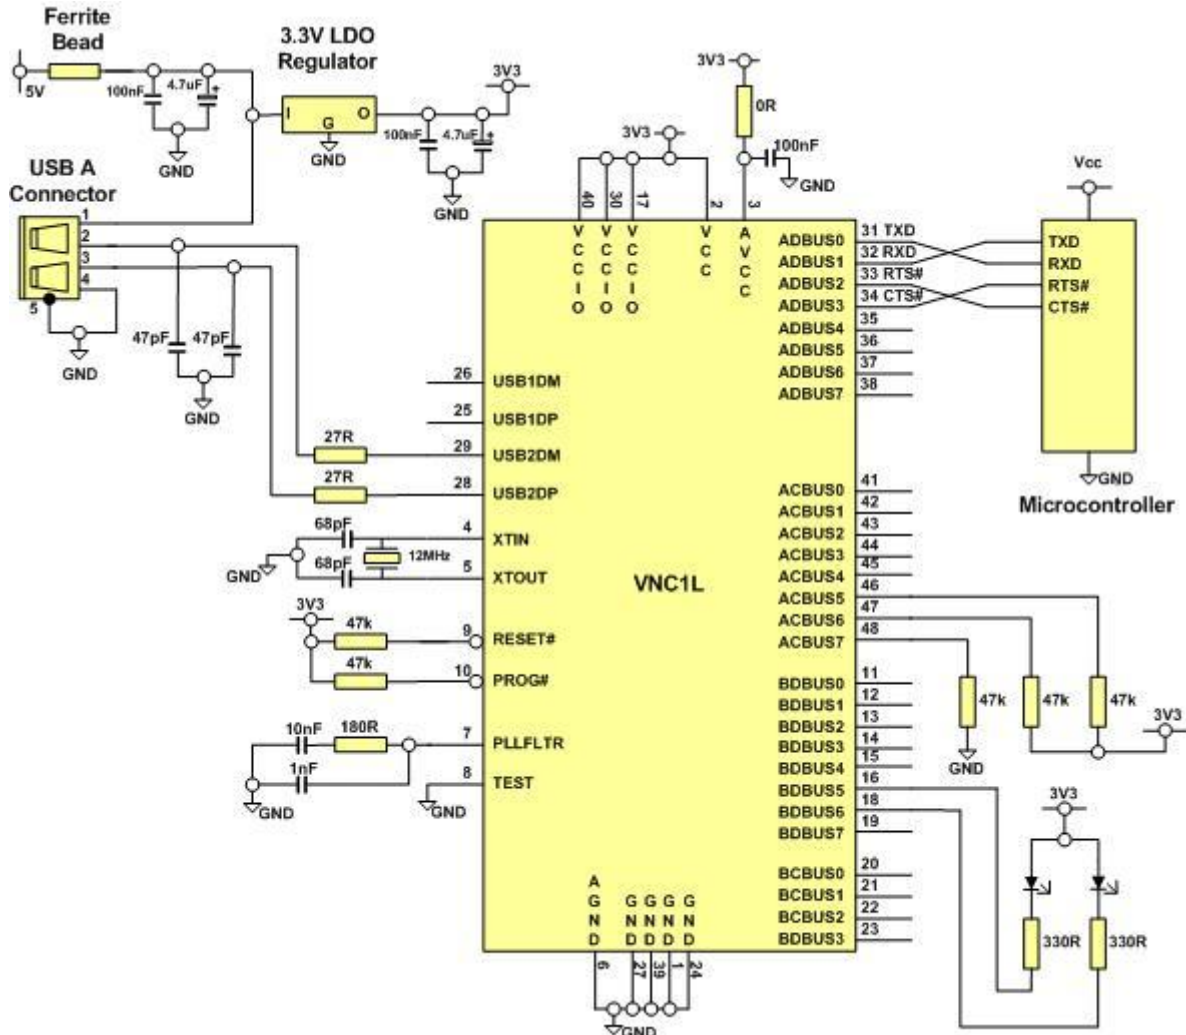 Ferrite
Bead
5V
100nF
4.7uF
+
3.3V LDO
Regulator
I
G
O
GND
3V3
100nF
4.7uF
+
GND
GND
USB A
Connector
1
2
3
4
5
GND
47pF
47pF
GND
3V3
0R
100nF
GND
3V3
40
30
17
2
3
VCCIO
VCCIO
VCCIO
VCC
AVCC
26 USB1DM
25 USB1DP
27R
29 USB2DM
27R
28 USB2DP
68pF
4 XTIN
12MHz
GND
68pF
5 XTOUT
3V3
47k
9 RESET#
47k
10 PROG#
10nF
180R
7 PLLFLTR
1nF
GND
8 TEST
GND
VNC1L
ADBUS0 31 TXD
ADBUS1 32 RXD
ADBUS2 33 RTS#
ADBUS3 34 CTS#
ADBUS4 35
ADBUS5 36
ADBUS6 37
ADBUS7 38
Vcc
TXD
RXD
RTS#
CTS#
GND
Microcontroller
ACBUS0 41
ACBUS1 42
ACBUS2 43
ACBUS3 44
ACBUS4 45
ACBUS5 46
ACBUS6 47
ACBUS7 48
47k
47k
47k
3V3
GND
BDBUS0 11
BDBUS1 12
BDBUS2 13
BDBUS3 14
BDBUS4 15
BDBUS5 16
BDBUS6 18
BDBUS7 19
3V3
330R
330R
BCBUS0 20
BCBUS1 21
BCBUS2 22
BDBUS3 23
AGND
GND
GND
GND
GND
6
27
39
1
24
GND